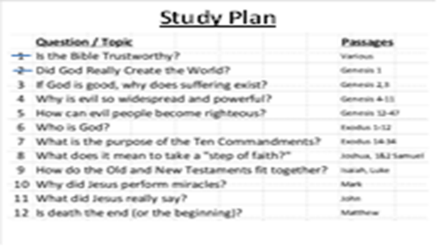 Study Plan
Question / Topic Passages
1 Is the Bible Trustworthy? Various
2 Did God Really Create the World? Genesis 1
3 If God is good, why does suffering exist? Genesis 2,3
4 Why is evil so widespread and powerful? Genesis 4-11
5 How can evil people become righteous? Genesis 12-47
6 Who is God? Exodus 1-12
7 What is the purpose of the Ten Commandments? Exodus 14-34
8 What does it mean to take a "step of faith?" Joshua, 1&2 Samuel
9 How do the Old and New Testaments fit together? Isaiah, Luke
10 Why did Jesus perform miracles? Mark
11 What did Jesus really say? John
12 Is death the end (or the beginning)? Matthew